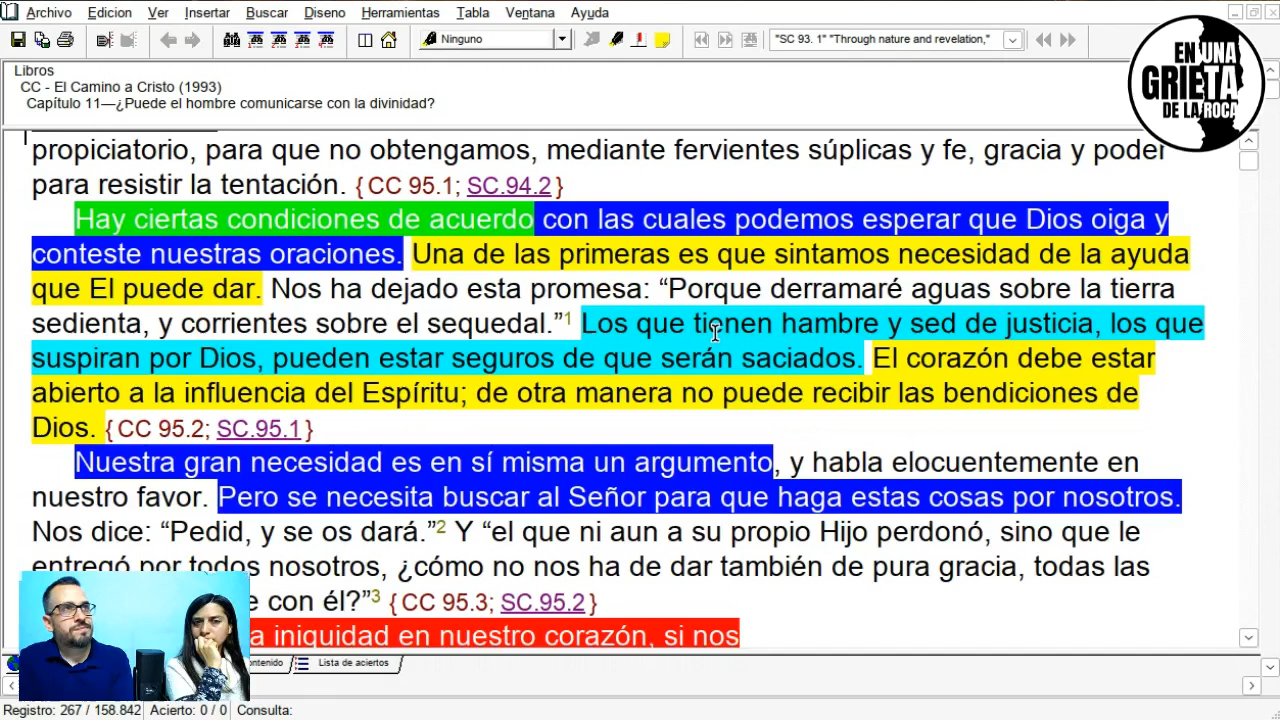 Archivo Edicion Ver Insertar Buscar Diseno Herramientas Tabla Ventana Ayuda
Ninguno "SC 93. 1" "Through nature and revelation,"
EN UNA
GRIETA
DE LA ROCA
Libros
CC - El Camino a Cristo (1993)
Capítulo 11—¿Puede el hombre comunicarse con la divinidad?
propiciatorio, para que no obtengamos, mediante fervientes súplicas y fe, gracia y poder
para resistir la tentación. {CC 95.1; SC.94.2}
Hay ciertas condiciones de acuerdo con las cuales podemos esperar que Dios oiga y
conteste nuestras oraciones. Una de las primeras es que sintamos necesidad de la ayuda
que El puede dar. Nos ha dejado esta promesa: “Porque derramaré aguas sobre la tierra
sedienta, y corrientes sobre el sequedal.”1 Los que tienen hambre y sed de justicia, los que
suspiran por Dios, pueden estar seguros de que serán saciados. El corazón debe estar
abierto a la influencia del Espíritu; de otra manera no puede recibir las bendiciones de
Dios. {CC 95.2; SC.95.1}
Nuestra gran necesidad es en sí misma un argumento, y habla elocuentemente en
nuestro favor. Pero se necesita buscar al Señor para que haga estas cosas por nosotros.
Nos dice: “Pedid, y se os dará.”2 Y “el que ni aun a su propio Hijo perdonó, sino que le
entregó por todos nosotros, ¿cómo no nos ha de dar también de pura gracia, todas las
e con él?”3 {CC 95.3; SC.95.2}
a iniquidad en nuestro corazón, si nos
ntenido Lista de aciertos
Registro: 267 / 158.842 Acierto: 0 / 0 Consulta: